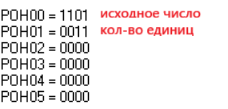 РОН00 = 1101 исходное число
РОН01 = 0011 кол-во единиц
РОН02 = 0000
РОН03 = 0000
РОН04 = 0000
РОН05 = 0000